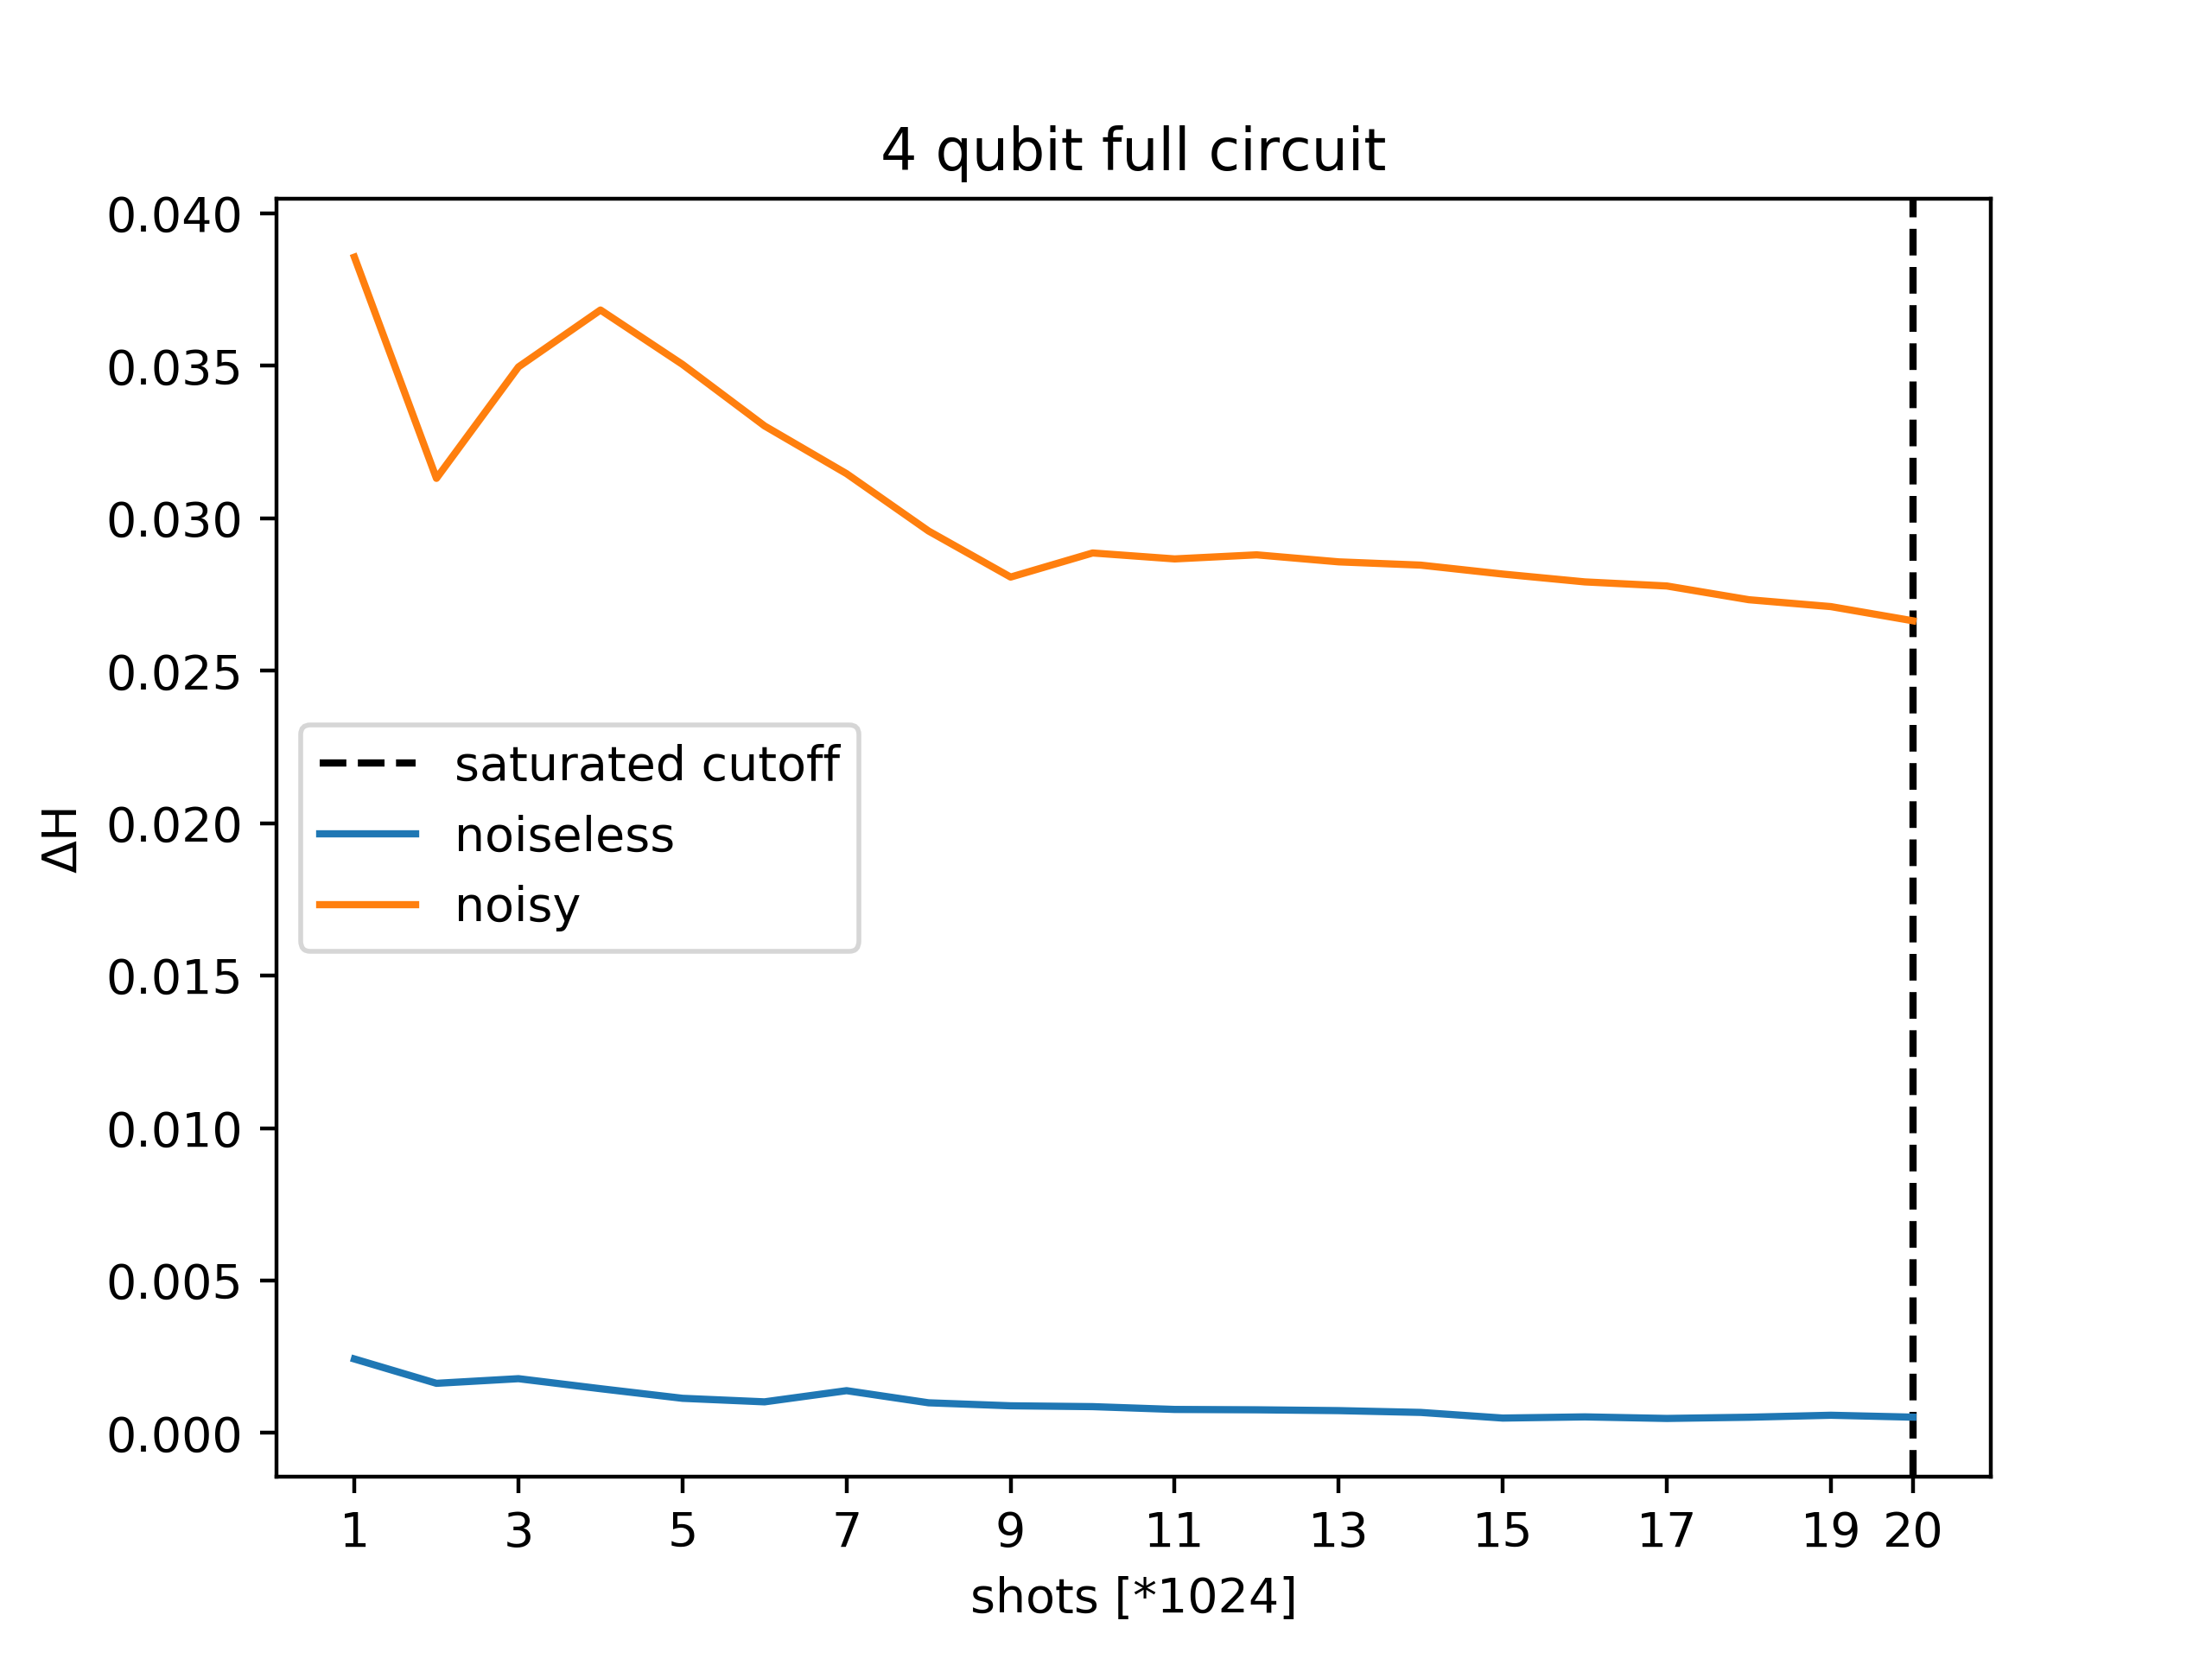 4 qubit full circuit
0.040
0.035
0.030
0.025
0.020
0.015
0.010
0.005
0.000
ΔH
saturated cutoff
noiseless
noisy
1 3 5 7 9 11 13 15 17 19 20
shots [*1024]